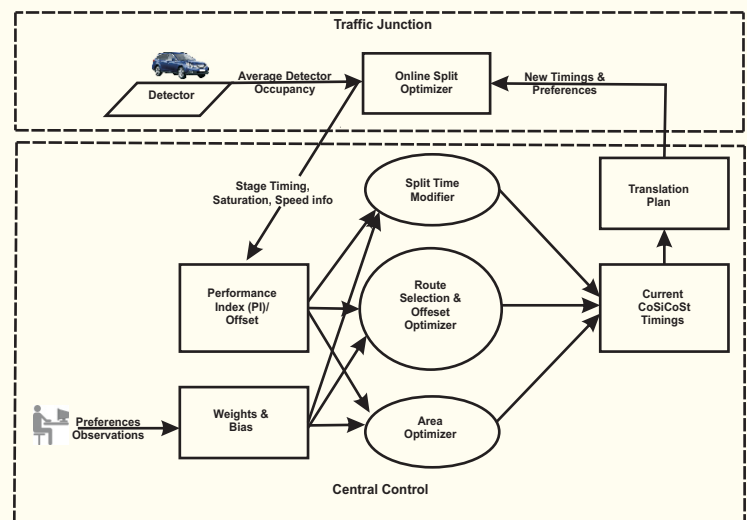 Traffic Junction
Detector
Average Detector
Occupancy
Online Split
Optimizer
New Timings &
Preferences
Stage Timing,
Saturation, Speed info
Split Time
Modifier
Translation
Plan
Performance
Index (PI)/
Offset
Route
Selection &
Offeset
Optimizer
Current
CoSiCoSt
Timings
Preferences
Observations
Weights &
Bias
Area
Optimizer
Central Control